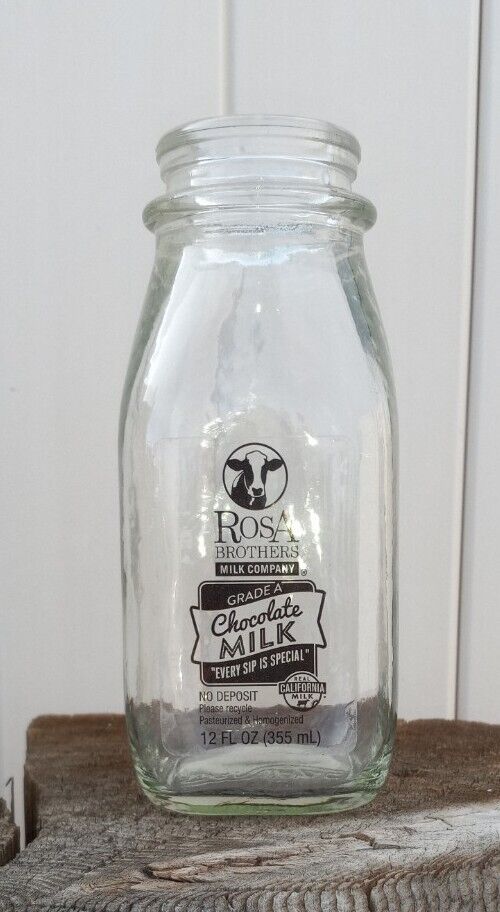 ROSA
BROTHERS
MILK COMPANY ®
GRADE A
Chocolate
MILK
"EVERY SIP IS SPECIAL"
REAL
CALIFORNIA
MILK
NO DEPOSIT
Please recycle
Pasteurized & Homogenized
12 FL OZ (355 mL)